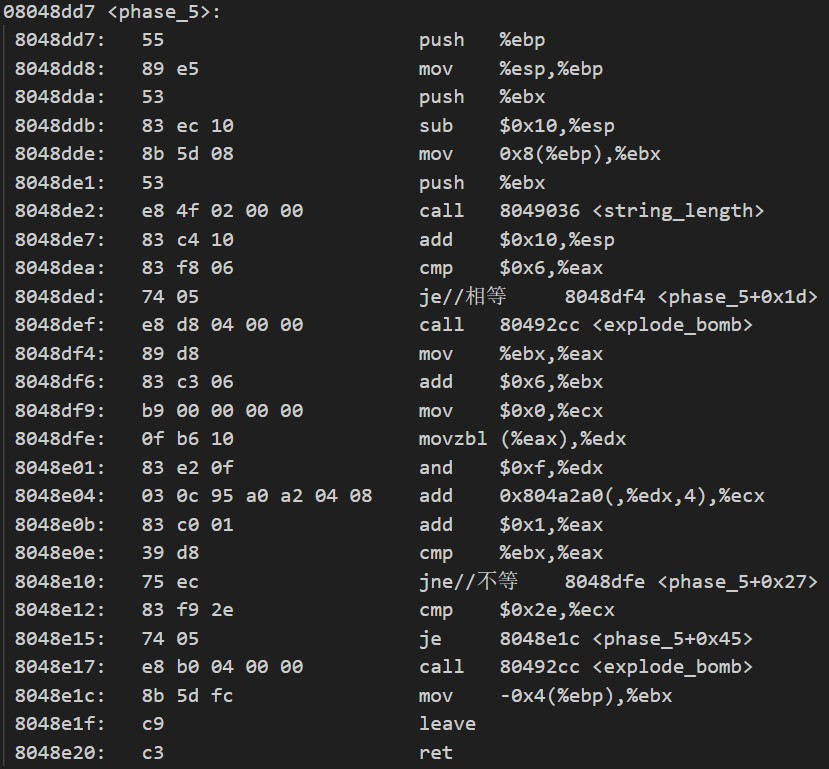 08048dd7 <phase_5>:
8048dd7: 55 push %ebp
8048dd8: 89 e5 mov %esp,%ebp
8048dda: 53 push %ebx
8048ddb: 83 ec 10 sub $0x10,%esp
8048dde: 8b 5d 08 mov 0x8(%ebp),%ebx
8048de1: 53 push %ebx
8048de2: e8 4f 02 00 00 call 8049036 <string_length>
8048de7: 83 c4 10 add $0x10,%esp
8048dea: 83 f8 06 cmp $0x6,%eax
8048ded: 74 05 je//相等 8048df4 <phase_5+0x1d>
8048def: e8 d8 04 00 00 call 80492cc <explode_bomb>
8048df4: 89 d8 mov %ebx,%eax
8048df6: 83 c3 06 add $0x6,%ebx
8048df9: b9 00 00 00 00 mov $0x0,%ecx
8048dfe: 0f b6 10 movzbl (%eax),%edx
8048e01: 83 e2 0f and $0xf,%edx
8048e04: 03 0c 95 a0 a2 04 08 add 0x804a2a0(,%edx,4),%ecx
8048e0b: 83 c0 01 add $0x1,%eax
8048e0e: 39 d8 cmp %ebx,%eax
8048e10: 75 ec jne//不等 8048dfe <phase_5+0x27>
8048e12: 83 f9 2e cmp $0x2e,%ecx
8048e15: 74 05 je 8048e1c <phase_5+0x45>
8048e17: e8 b0 04 00 00 call 80492cc <explode_bomb>
8048e1c: 8b 5d fc mov -0x4(%ebp),%ebx
8048e1f: c9 leave
8048e20: c3 ret